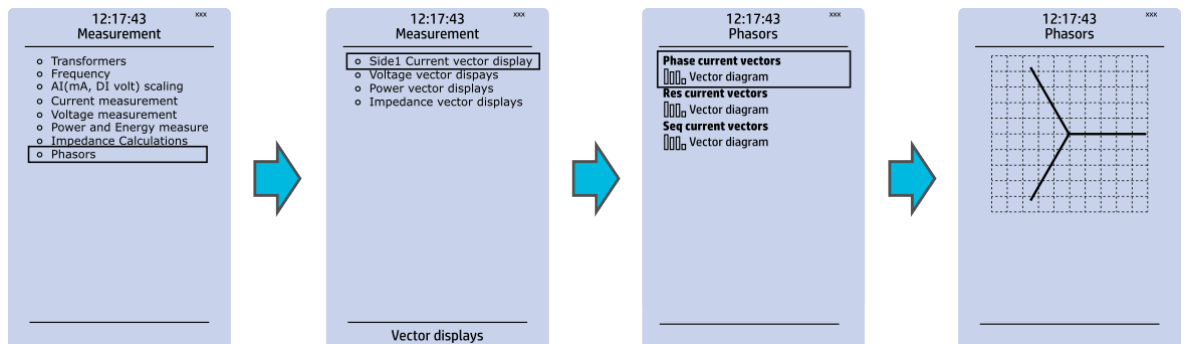 12:17:43 xxx
Measurement
Transformers
Frequency
AI(mA, DI volt) scaling
Current measurement
Voltage measurement
Power and Energy measure
Impedance Calculations
Phasors
12:17:43 xxx
Measurement
Side1 Current vector display
Voltage vector dispays
Power vector displays
Impedance vector displays
Vector displays
12:17:43 xxx
Phasors
Phase current vectors
Vector diagram
Res current vectors
Vector diagram
Seq current vectors
Vector diagram
12:17:43 xxx
Phasors